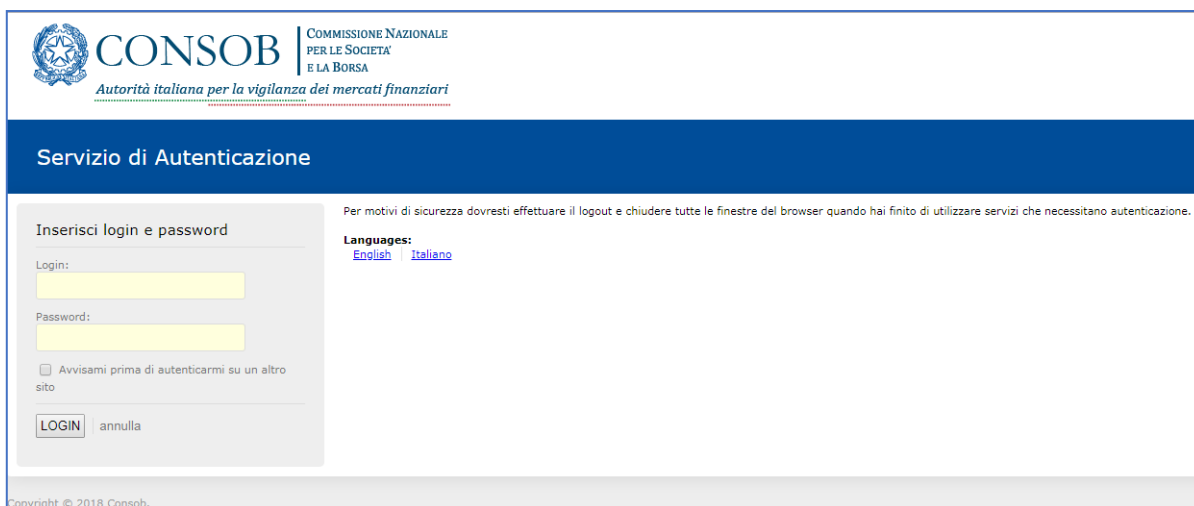 CONSOB
COMMISSIONE NAZIONALE
PER LE SOCIETA'
E LA BORSA
Autorità italiana per la vigilanza dei mercati finanziari
Servizio di Autenticazione
Inserisci login e password
Login:
Password:
Avvisami prima di autenticarmi su un altro
sito
LOGIN annulla
Per motivi di sicurezza dovresti effettuare il logout e chiudere tutte le finestre del browser quando hai finito di utilizzare servizi che necessitano autenticazione.
Languages:
English Italiano
Copyright © 2018 Consob.